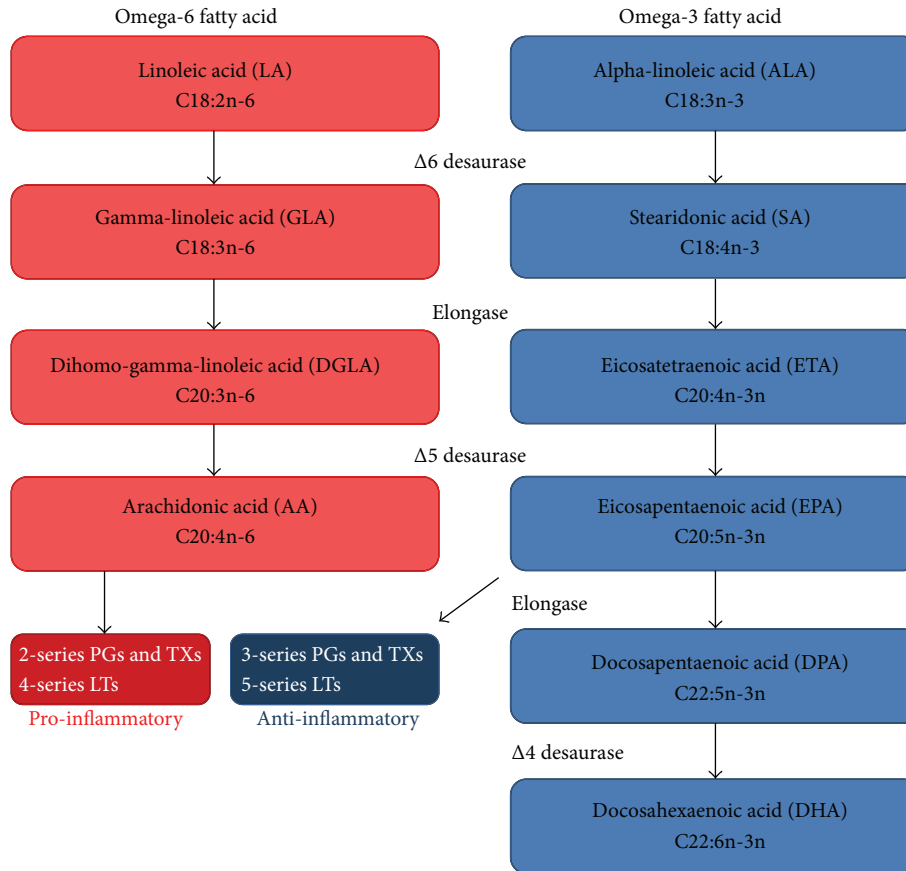 Omega-6 fatty acid
Omega-3 fatty acid
Linoleic acid (LA)
C18:2n-6
Alpha-linoleic acid (ALA)
C18:3n-3
Δ6 desaurase
Gamma-linoleic acid (GLA)
C18:3n-6
Stearidonic acid (SA)
C18:4n-3
Elongase
Dihomo-gamma-linoleic acid (DGLA)
C20:3n-6
Eicosatetraenoic acid (ETA)
C20:4n-3n
Δ5 desaurase
Arachidonic acid (AA)
C20:4n-6
Eicosapentaenoic acid (EPA)
C20:5n-3n
Elongase
2-series PGs and TXs
4-series LTs
Pro-inflammatory
3-series PGs and TXs
5-series LTs
Anti-inflammatory
Docosapentaenoic acid (DPA)
C22:5n-3n
Δ4 desaurase
Docosahexaenoic acid (DHA)
C22:6n-3n